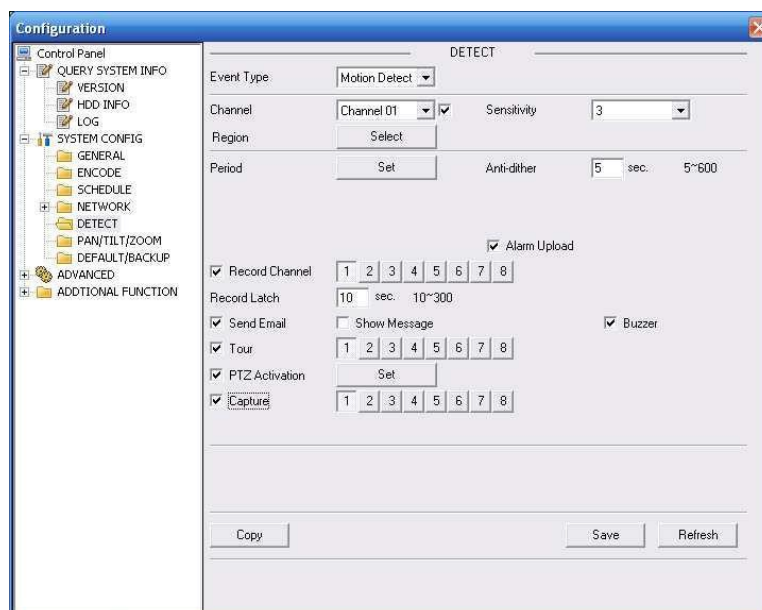 Configuration
Control Panel
QUERY SYSTEM INFO
VERSION
HDD INFO
LOG
SYSTEM CONFIG
GENERAL
ENCODE
SCHEDULE
NETWORK
DETECT
PAN/TILT/ZOOM
DEFAULT/BACKUP
ADVANCED
ADDTIONAL FUNCTION
DETECT
Event Type Motion Detect
Channel Channel 01 Sensitivity 3
Region Select
Period Set Anti-dither 5 sec. 5~600
Alarm Upload
Record Channel 1 2 3 4 5 6 7 8
Record Latch 10 sec. 10~300
Send Email Show Message Buzzer
Tour 1 2 3 4 5 6 7 8
PTZ Activation Set
Capture 1 2 3 4 5 6 7 8
Copy Save Refresh